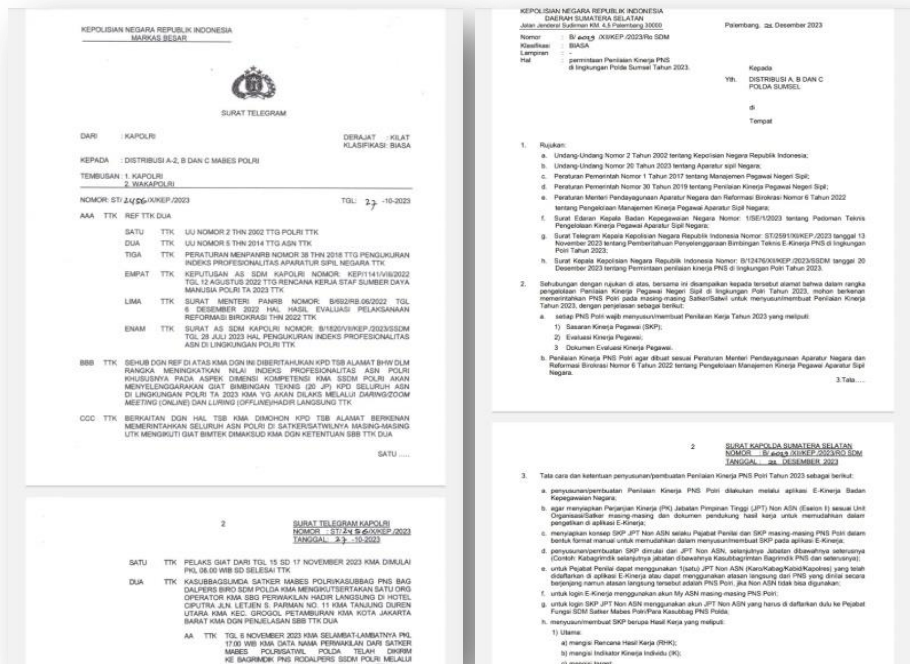 KEPOLISIAN NEGARA REPUBLIK INDONESIA
MARKAS BESAR
SURAT TELEGRAM
DARI : KAPOLRI
DERAJAT : KILAT
KLASIFIKASI: BIASA
KEPADA : DISTRIBUSI A-2, B DAN C MABES POLRI
TEMBUSAN : 1. KAPOLRI
2. WAKAPOLRI
NOMOR: ST/2456/X/KEP./2023
TGL: 27 -10-2023
AAA TTK REF TTK DUA
SATU TTK UU NOMOR 2 THN 2002 TTG POLRI TTK
DUA TTK UU NOMOR 5 THN 2014 TTG ASN TTK
TIGA TTK PERATURAN MENPANRB NOMOR 38 THN 2018 TTG PENGUKURAN
INDEKS PROFESIONALITAS APARATUR SIPIL NEGARA TTK
EMPAT TTK KEPUTUSAN AS SDM KAPOLRI NOMOR: KEP/1141/VIII/2022
TGL 12 AGUSTUS 2022 TTG RENCANA KERJA STAF SUMBER DAYA
MANUSIA POLRI TA 2023 TTK
LIMA TTK SURAT MENTERI PANRB NOMOR: B/692/RB.06/2022 TGL
6 DESEMBER 2022 HAL HASIL EVALUASI PELAKSANAAN
REFORMASI BIROKRASI THN 2022 TTK
ENAM TTK SURAT AS SDM KAPOLRI NOMOR: B/1820/VII/KEP./2023/SSDM
TGL 28 JULI 2023 HAL PENGUKURAN INDEKS PROFESIONALITAS
ASN DI LINGKUNGAN POLRI TTK
BBB TTK SEHUB DGN REF DI ATAS KMA DGN INI DIBERITAHUKAN KPD TSB ALAMAT BHW DLM
RANGKA MENINGKATKAN NILAI INDEKS PROFESIONALITAS ASN POLRI
KHUSUSNYA PADA ASPEK DIMENSI KOMPETENSI KMA SSDM POLRI AKAN
MENYELENGGARAKAN GIAT BIMBINGAN TEKNIS (20 JP) KPD SELURUH ASN
DI LINGKUNGAN POLRI TA 2023 KMA YG AKAN DILAKS MELALUI DARING/ZOOM
MEETING (ONLINE) DAN LURING (OFFLINE)/HADIR LANGSUNG TTK
CCC TTK BERKAITAN DGN HAL TSB KMA DIMOHON KPD TSB ALAMAT BERKENAN
MEMERINTAHKAN SELURUH ASN POLRI DI SATKER/SATWILNYA MASING-MASING
UTK MENGIKUTI GIAT BIMTEK DIMAKSUD KMA DGN KETENTUAN SBB TTK DUA
SATU .....
2
SURAT TELEGRAM KAPOLRI
NOMOR : ST/2456/X/KEP./2023
TANGGAL: 27 -10-2023
SATU TTK PELAKS GIAT DARI TGL 15 SD 17 NOVEMBER 2023 KMA DIMULAI
PKL 08.00 WIB SD SELESAI TTK
DUA TTK KASUBBAGSUMDA SATKER MABES POLRI/KASUBBAG PNS BAG
DALPERS BIRO SDM POLDA KMA MENGIKUTSERTAKAN SATU ORG
OPERATOR KMA SBG PERWAKILAN HADIR LANGSUNG DI HOTEL
CIPUTRA JLN. LETJEN S. PARMAN NO. 11 KMA TANJUNG DUREN
UTARA KMA KEC. GROGOL PETAMBURAN KMA KOTA JAKARTA
BARAT KMA DGN PENJELASAN SBB TTK DUA
AA TTK TGL 6 NOVEMBER 2023 KMA SELAMBAT-LAMBATNYA PKL
17.00 WIB KMA DATA NAMA PERWAKILAN DARI SATKER
MABES POLRI/SATWIL POLDA TELAH DIKIRIM
KE BAGRIMDIK PNS RODALPERS SSDM POLRI MELALUI
KEPOLISIAN NEGARA REPUBLIK INDONESIA
DAERAH SUMATERA SELATAN
Jalan Jenderal Sudirman KM. 4,5 Palembang 30000
Palembang, Desember 2023
Nomor : B/ /XII/KEP./2023/Ro SDM
Klasifikasi : BIASA
Lampiran : -
Hal : permintaan Penilaian Kinerja PNS
di lingkungan Polda Sumsel Tahun 2023.
Kepada
Yth. DISTRIBUSI A, B DAN C
POLDA SUMSEL
di
Tempat
1. Rujukan:
a. Undang-Undang Nomor 2 Tahun 2002 tentang Kepolisian Negara Republik Indonesia;
b. Undang-Undang Nomor 20 Tahun 2023 tentang Aparatur sipil Negara;
c. Peraturan Pemerintah Nomor 1 Tahun 2017 tentang Manajemen Pegawai Negeri Sipil;
d. Peraturan Pemerintah Nomor 30 Tahun 2019 tentang Penilaian Kinerja Pegawai Negeri Sipil;
e. Peraturan Menteri Pendayagunaan Aparatur Negara dan Reformasi Birokrasi Nomor 6 Tahun 2022
tentang Pengelolaan Manajemen Kinerja Pegawai Aparatur Sipil Negara;
f. Surat Edaran Kepala Badan Kepegawaian Negara Nomor: 1/SE/1/2023 tentang Pedoman Teknis
Pengelolaan Kinerja Pegawai Aparatur Sipil Negara;
g. Surat Telegram Kepala Kepolisian Negara Republik Indonesia Nomor: ST/2591/XI/KEP./2023 tanggal 13
November 2023 tentang Pemberitahuan Penyelenggaraan Bimbingan Teknis E-Kinerja PNS di lingkungan
Polri Tahun 2023;
h. Surat Kepala Kepolisian Negara Republik Indonesia Nomor: B/12476/XII/KEP./2023/SSDM tanggal 20
Desember 2023 tentang Permintaan penilaian kinerja PNS di Lingkungan Polri Tahun 2023.
2. Sehubungan dengan rujukan di atas, bersama ini disampaikan kepada tersebut alamat bahwa dalam rangka
pengelolaan Penilaian Kinerja Pegawai Negeri Sipil di lingkungan Polri Tahun 2023, mohon berkenan
memerintahkan PNS Polri pada masing-masing Satker/Satwil untuk menyusun/membuat Penilaian Kinerja
Tahun 2023, dengan penjelasan sebagai berikut:
a. setiap PNS Polri wajib menyusun/membuat Penilaian Kerja Tahun 2023 yang meliputi:
1) Sasaran Kinerja Pegawai (SKP);
2) Evaluasi Kinerja Pegawai;
3 Dokumen Evaluasi Kinerja Pegawai.
b. Penilaian Kinerja PNS Polri agar dibuat sesuai Peraturan Menteri Pendayagunaan Aparatur Negara dan
Reformasi Birokrasi Nomor 6 Tahun 2022 tentang Pengelolaan Manajemen Kinerja Pegawai Aparatur Sipil
Negara.
3.Tata.....
2
SURAT KAPOLDA SUMATERA SELATAN
NOMOR : B/ /XII/KEP./2023/RO SDM
TANGGAL : DESEMBER 2023
3. Tata cara dan ketentuan penyusunan/pembuatan Penilaian Kinerja PNS Polri Tahun 2023 sebagai berikut:
a. penyusunan/pembuatan Penilaian Kinerja PNS Polri dilakukan melalui aplikasi E-Kinerja Badan
Kepegawaian Negara;
b. agar menyiapkan Perjanjian Kinerja (PK) Jabatan Pimpinan Tinggi (JPT) Non ASN (Eselon II) sesuai Unit
Organisasi/Satker masing-masing dan dokumen pendukung hasil kerja untuk memudahkan dalam
pengetikan di aplikasi E-Kinerja;
c. menyiapkan konsep SKP JPT Non ASN selaku Pejabat Penilai dan SKP masing-masing PNS Polri dalam
bentuk format manual untuk memudahkan dalam menyusun/membuat SKP pada aplikasi E-Kinerja;
d. penyusunan/pembuatan SKP dimulai dari JPT Non ASN, selanjutnya Jabatan dibawahnya seterusnya
(Contoh: Kabagrimdik selanjutnya jabatan dibawahnya Kasubbagrimtan Bagrimdik PNS dan seterusnya);
e. untuk Pejabat Penilai dapat menggunakan 1(satu) JPT Non ASN (Karo/Kabag/Kabid/Kapolres) yang telah
didaftarkan di aplikasi E-Kinerja atau dapat menggunakan atasan langsung dari PNS yang dinilai secara
berjenjang namun atasan langsung tersebut adalah PNS Polri, jika Non ASN tidak bisa digunakan;
f. untuk login E-Kinerja menggunakan akun My ASN masing-masing PNS Polri;
g. untuk login SKP JPT Non ASN menggunakan akun JPT Non ASN yang harus di daftarkan dulu ke Pejabat
Fungsional SDM Satker Mabes Polri/Para Kasubbag PNS Polda;
h. menyusun/membuat SKP berupa Hasil Kerja yang meliputi:
1) Utama:
a) mengisi Rencana Hasil Kerja (RHK);
b) mengisi Indikator Kinerja Individu (IK);